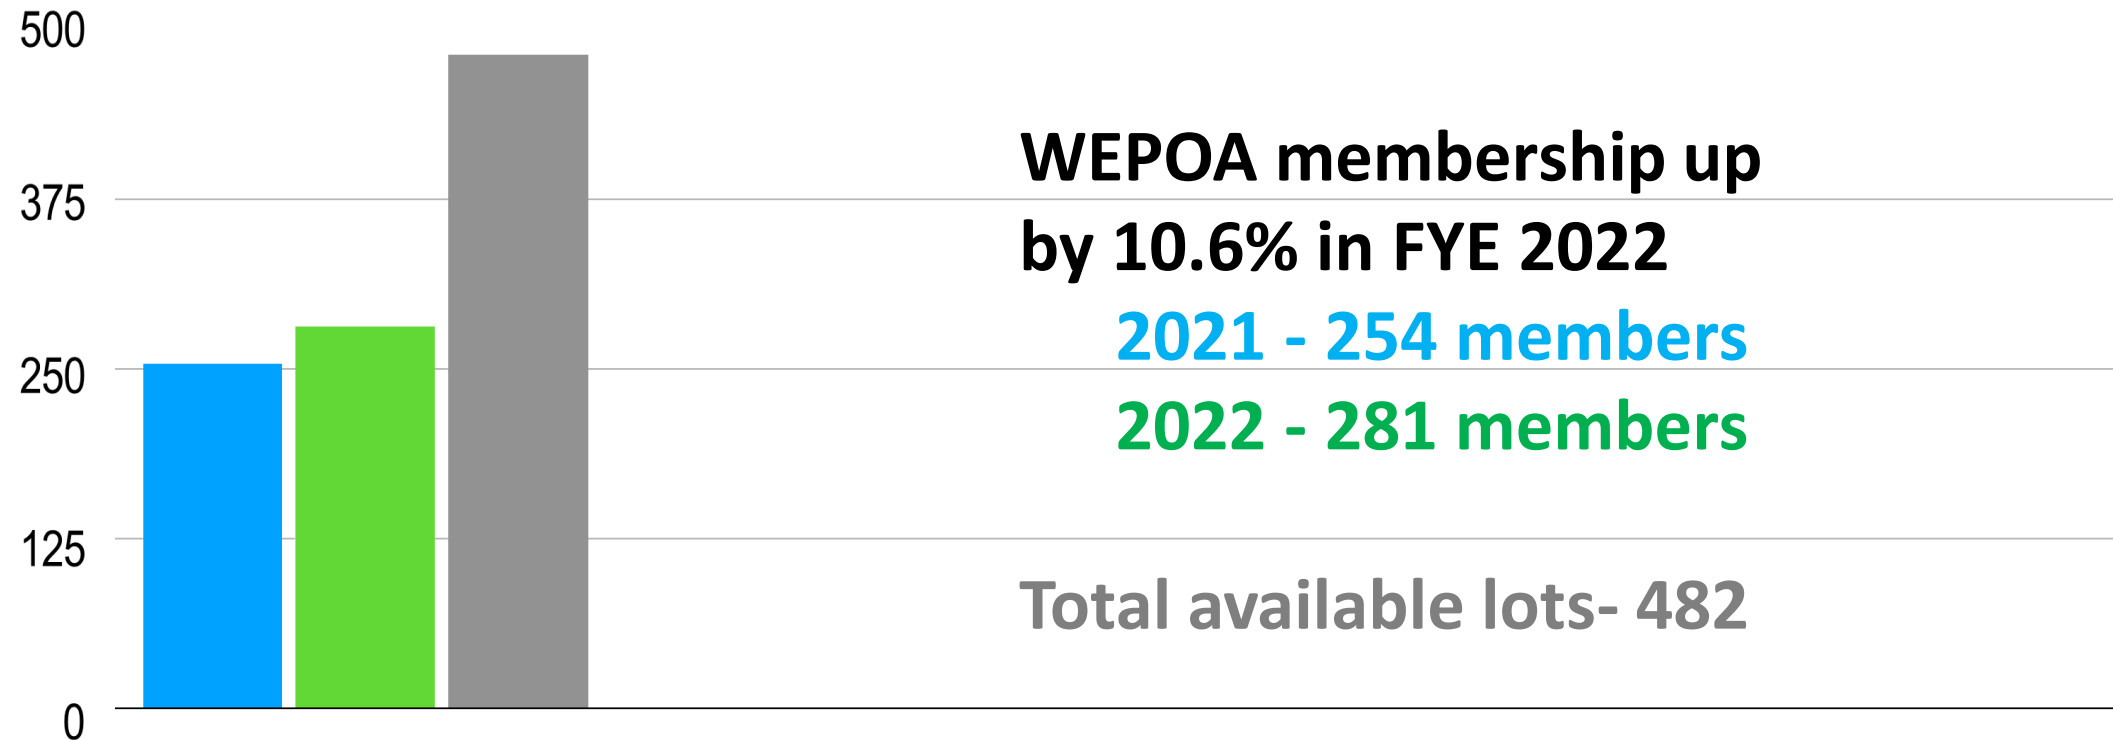 500
375
250
125
0
WEPOA membership up
by 10.6% in FYE 2022
2021 - 254 members
2022 - 281 members
Total available lots- 482